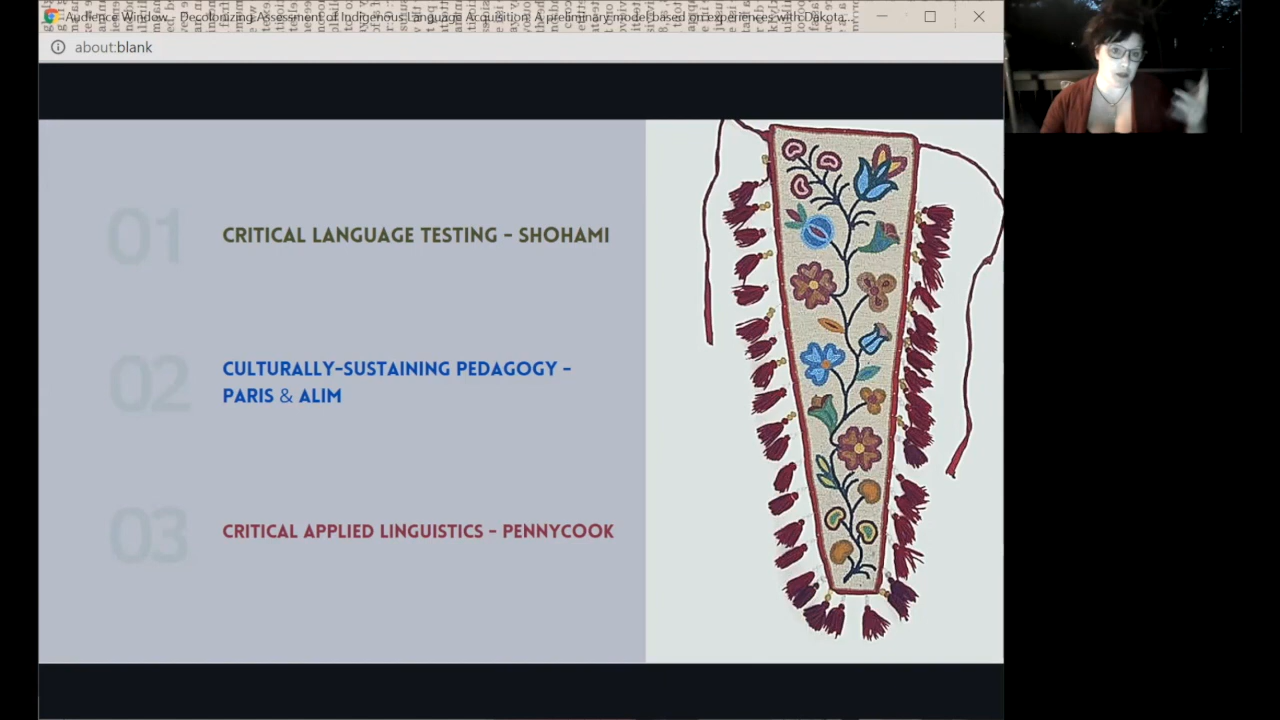 Audience Window - Decolonizing Assessment of Indigenous Language Acquisition: A preliminary model based on experiences with Dakota,...
about:blank
01
CRITICAL LANGUAGE TESTING - SHOHAMI
02
CULTURALLY-SUSTAINING PEDAGOGY -
PARIS & ALIM
03
CRITICAL APPLIED LINGUISTICS - PENNYCOOK